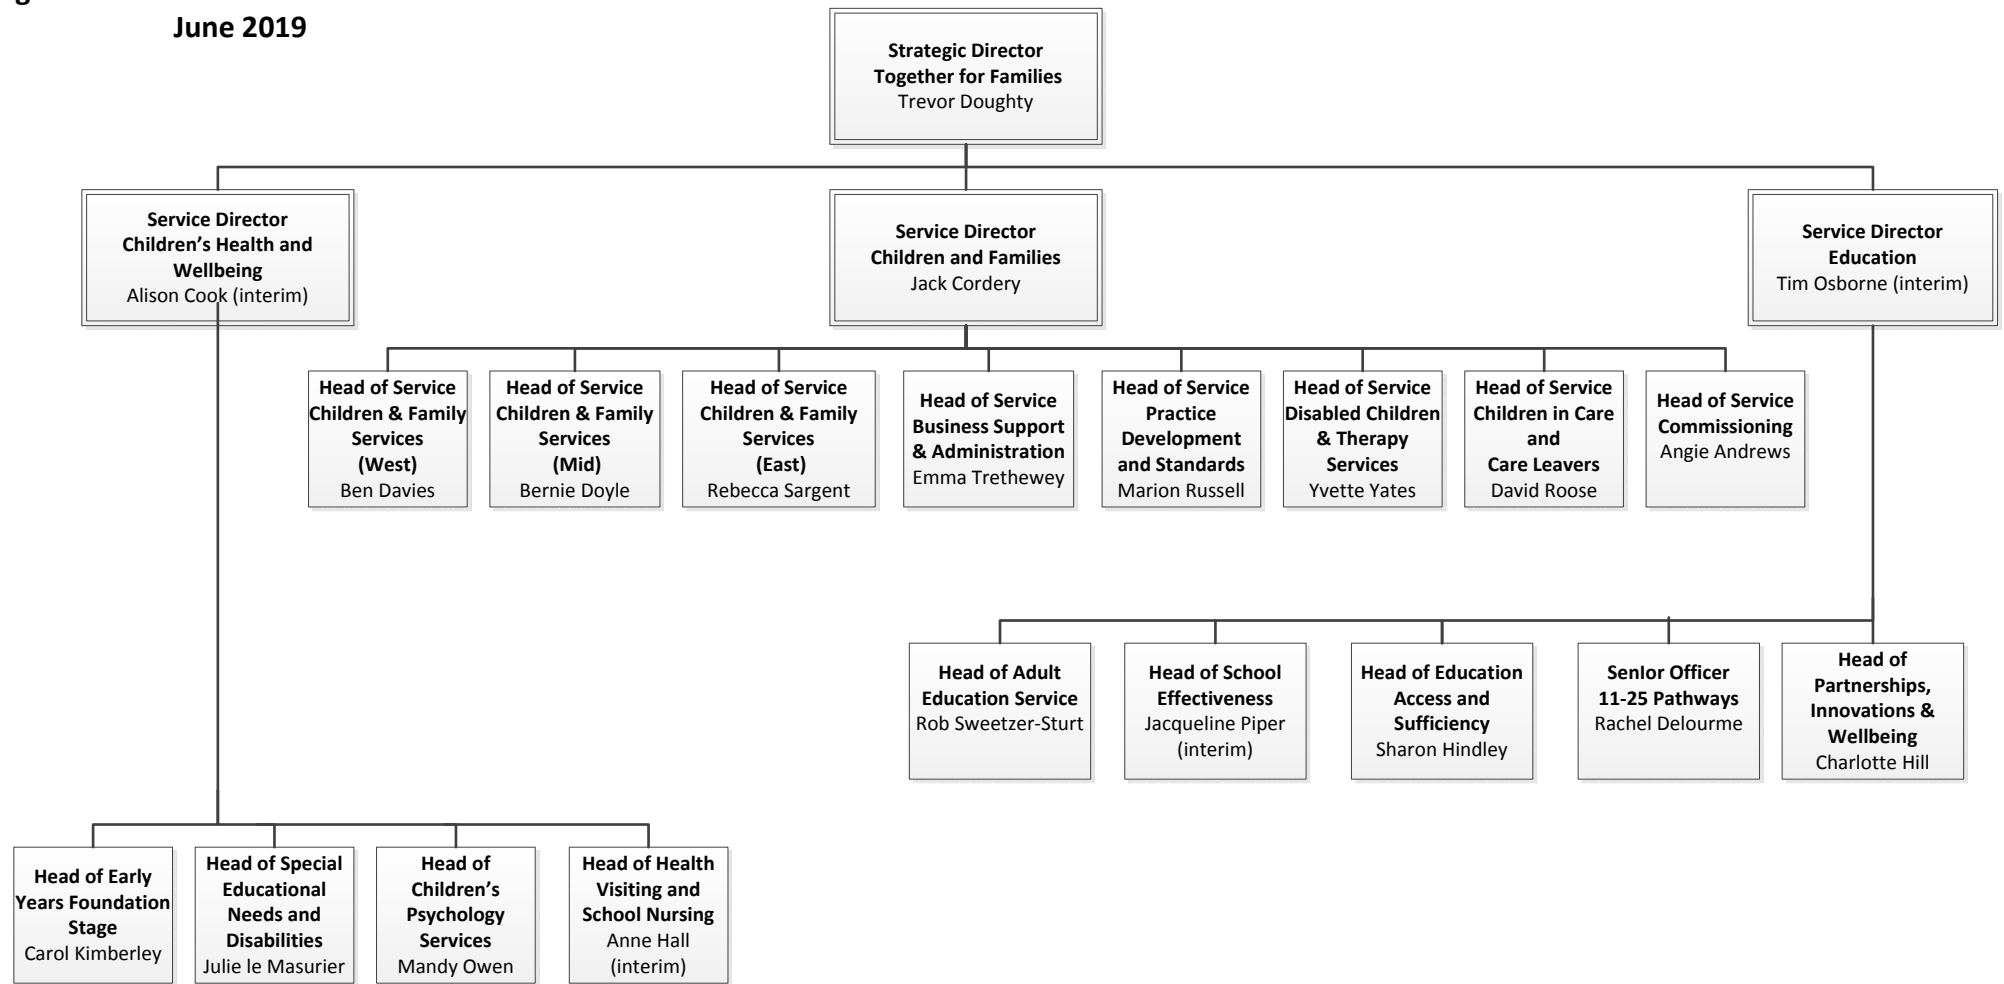 June 2019
Strategic Director
Together for Families
Trevor Doughty
Service Director
Children’s Health and
Wellbeing
Alison Cook (interim)
Service Director
Children and Families
Jack Cordery
Service Director
Education
Tim Osborne (interim)
Head of Service
Children & Family
Services
(West)
Ben Davies
Head of Service
Children & Family
Services
(Mid)
Bernie Doyle
Head of Service
Children & Family
Services
(East)
Rebecca Sargent
Head of Service
Business Support
& Administration
Emma Trethewey
Head of Service
Practice
Development
and Standards
Marion Russell
Head of Service
Disabled Children
& Therapy
Services
Yvette Yates
Head of Service
Children in Care
and
Care Leavers
David Roose
Head of Service
Commissioning
Angie Andrews
Head of Adult
Education Service
Rob Sweetzer-Sturt
Head of School
Effectiveness
Jacqueline Piper
(interim)
Head of Education
Access and
Sufficiency
Sharon Hindley
SenIor Officer
11-25 Pathways
Rachel Delourme
Head of
Partnerships,
Innovations &
Wellbeing
Charlotte Hill
Head of Early
Years Foundation
Stage
Carol Kimberley
Head of Special
Educational
Needs and
Disabilities
Julie le Masurier
Head of
Children’s
Psychology
Services
Mandy Owen
Head of Health
Visiting and
School Nursing
Anne Hall
(interim)